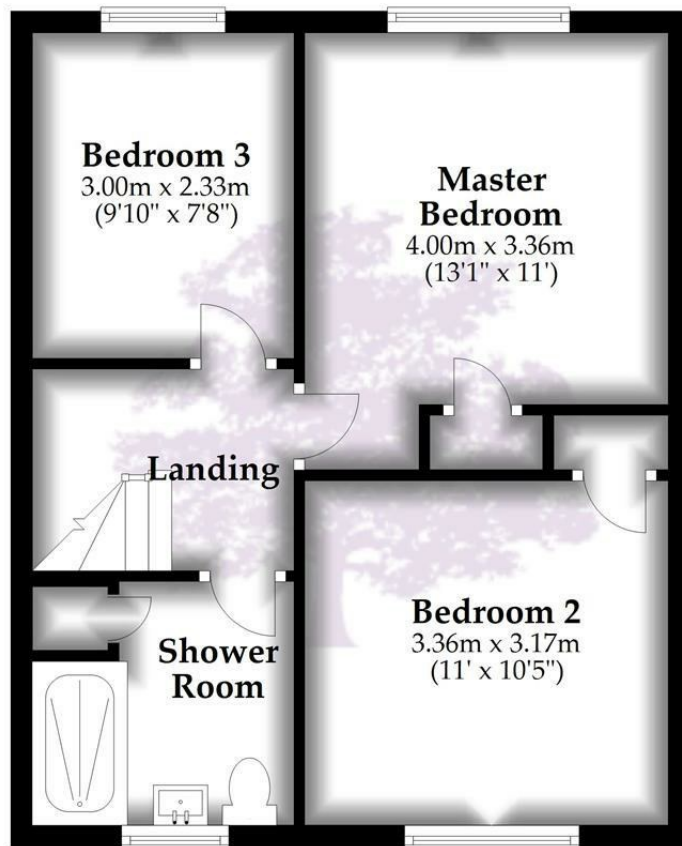 Bedroom 3
3.00m x 2.33m
(9'10" x 7'8")
Master
Bedroom
4.00m x 3.36m
(13'1" x 11')
Landing
Bedroom 2
3.36m x 3.17m
(11' x 10'5")
Shower
Room